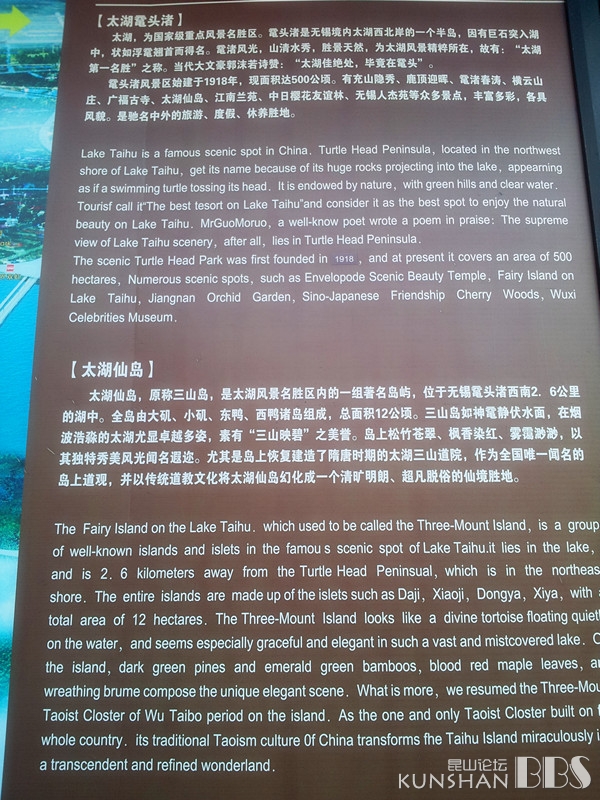 【太湖鼋头渚】
太湖，为国家级重点风景名胜区。鼋头渚是无锡境内太湖西北岸的一个半岛，因有巨石突入湖
中，状如浮鼋翘首而得名。鼋渚风光，山清水秀，胜景天然，为太湖风景精粹所在，故有：“太湖
第一名胜”之称。当代大文豪郭沫若诗赞：“太湖佳绝处，毕竟在鼋头”。
鼋头渚风景区始建于1918年，现面积达500公顷。有充山隐秀、鹿顶迎晖、鼋渚春涛、横云山
庄、广福古寺、太湖仙岛、江南兰苑、中日樱花友谊林、无锡人杰苑等众多景点，丰富多彩，各具
风貌。是驰名中外的旅游、度假、休养胜地。
Lake Taihu is a famous scenic spot in China. Turtle Head Peninsula, located in the northwest
shore of Lake Taihu, get its name because of its huge rocks projecting into the lake, appearning
as if a swimming turtle tossing its head. It is endowed by nature, with green hills and clear water.
Tourisf call it"The best tesort on Lake Taihu"and consider it as the best spot to enjoy the natural
beauty on Lake Taihu. MrGuoMoruo, a well-know poet wrote a poem in praise: The supreme
view of Lake Taihu scenery, after all, lies in Turtle Head Peninsula.
The scenic Turtle Head Park was first founded in 1918, and at present it covers an area of 500
hectares, Numerous scenic spots, such as Envelopode Scenic Beauty Temple, Fairy Island on
Lake Taihu, Jiangnan Orchid Garden, Sino-Japanese Friendship Cherry Woods, Wuxi
Celebrities Museum.
【太湖仙岛】
太湖仙岛，原称三山岛，是太湖风景名胜区内的一组著名岛屿，位于无锡鼋头渚西南2.6公里
的湖中。全岛由大矶、小矶、东鸭、西鸭诸岛组成，总面积12公顷。三山岛如神鼋静伏水面，在烟
波浩淼的太湖尤显卓越多姿，素有“三山映碧”之美誉。岛上松竹苍翠、枫香染红、雾霭渺渺，以
其独特秀美风光闻名遐迩。尤其是岛上恢复建造了隋唐时期的太湖三山道院，作为全国唯一闻名的
岛上道观，并以传统道教文化将太湖仙岛幻化成一个清旷明朗、超凡脱俗的仙境胜地。
The Fairy Island on the Lake Taihu. which used to be called the Three-Mount Island, is a group
of well-known islands and islets in the famou s scenic spot of Lake Taihu.it lies in the lake,
and is 2.6 kilometers away from the Turtle Head Peninsual, which is in the northeas
shore. The entire islands are made up of the islets such as Daji, Xiaoji, Dongya, Xiya, with a
total area of 12 hectares. The Three-Mount Island looks like a divine tortoise floating quiet
on the water, and seems especially graceful and elegant in such a vast and mistcovered lake. O
the island, dark green pines and emerald green bamboos, blood red maple leaves, an
wreathing brume compose the unique elegant scene. What is more, we resumed the Three-Mou
Taoist Closter of Wu Taibo period on the island. As the one and only Taoist Closter built on t
whole country. its traditional Taoism culture 0f China transforms fhe Taihu Island miraculously i
a transcendent and refined wonderland.
昆山论坛
KUNSHAN BBS